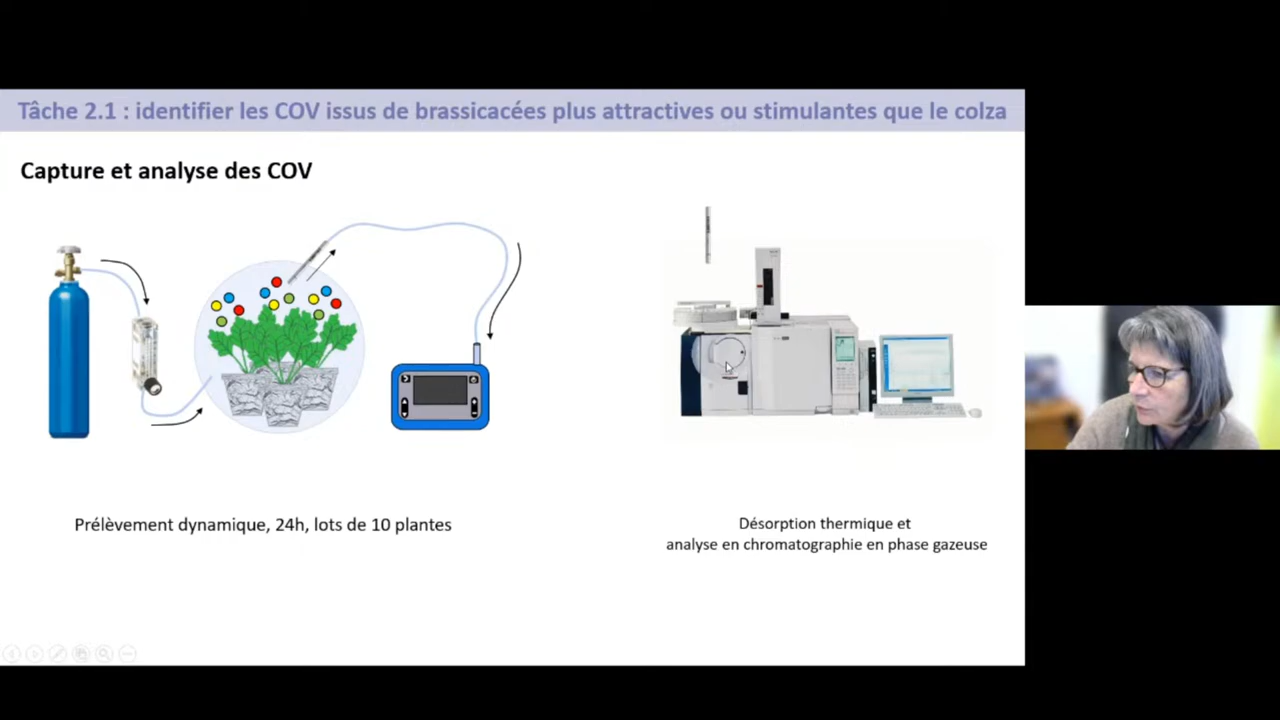 Tâche 2.1 : identifier les COV issus de brassicacées plus attractives ou stimulantes que le colza
Capture et analyse des COV
Prélèvement dynamique, 24h, lots de 10 plantes
Désorption thermique et
analyse en chromatographie en phase gazeuse